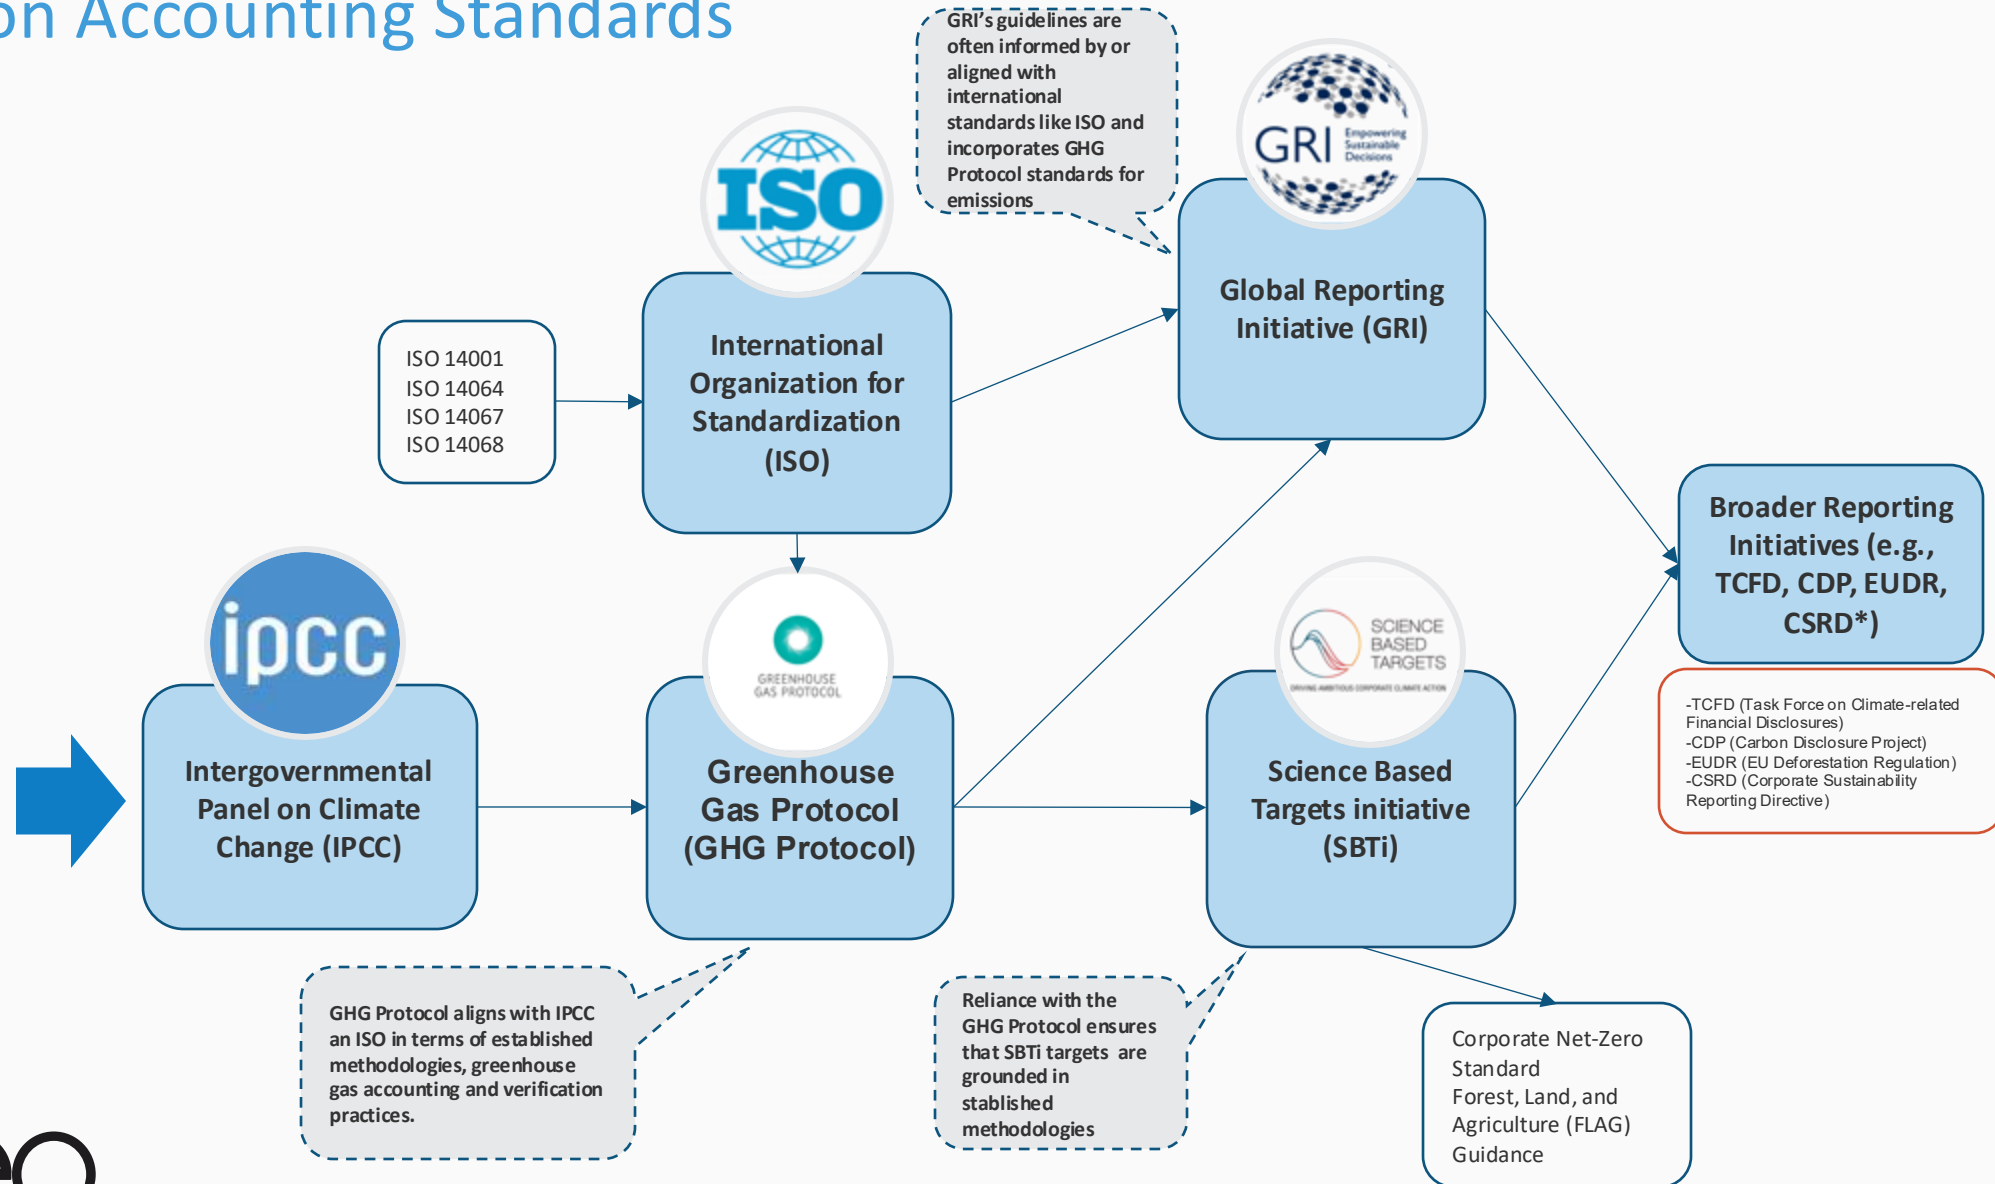 on Accounting Standards
GRI's guidelines are
often informed by or
aligned with
international
standards like ISO and
incorporates GHG
Protocol standards for
emissions
GRI
Empowering
Sustainable
Decisions
Global Reporting
Initiative (GRI)
ISO
International
Organization for
Standardization
(ISO)
ISO 14001
ISO 14064
ISO 14067
ISO 14068
Broader Reporting
Initiatives (e.g.,
TCFD, CDP, EUDR,
CSRD*)
-TCFD (Task Force on Climate-related
Financial Disclosures)
-CDP (Carbon Disclosure Project)
-EUDR (EU Deforestation Regulation)
-CSRD (Corporate Sustainability
Reporting Directive)
ipcc
Intergovernmental
Panel on Climate
Change (IPCC)
GREENHOUSE
GAS PROTOCOL
Greenhouse
Gas Protocol
(GHG Protocol)
SCIENCE
BASED
TARGETS
DRIVING AMBITIOUS CORPORATE CLIMATE ACTION
Science Based
Targets initiative
(SBTi)
GHG Protocol aligns with IPCC
an ISO in terms of established
methodologies, greenhouse
gas accounting and verification
practices.
Reliance with the
GHG Protocol ensures
that SBTi targets are
grounded in
stablished
methodologies
Corporate Net-Zero
Standard
Forest, Land, and
Agriculture (FLAG)
Guidance